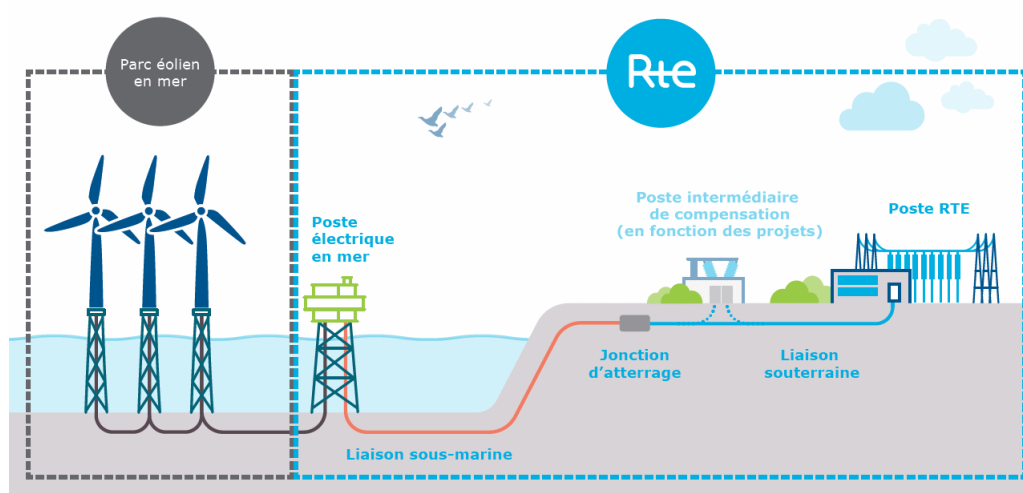 Parc éolien
en mer
Rte
Poste
électrique
en mer
Poste intermédiaire
de compensation
(en fonction des projets)
Poste RTE
Jonction
d’atterrage
Liaison
souterraine
Liaison sous-marine